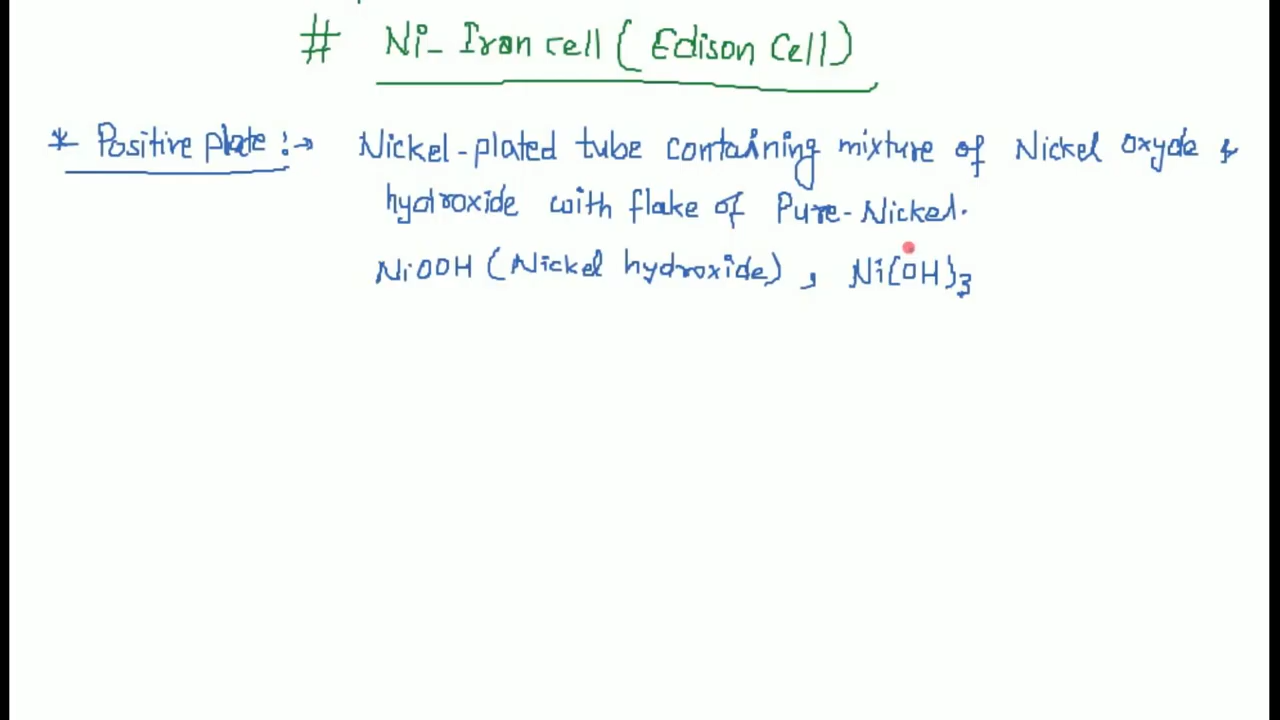 # Ni- Iron cell ( Edison Cell)
* Positive plate :→ Nickel-plated tube containing mixture of Nickel oxyde &
hydroxide with flake of Pure-Nickel.
NiOOH (Nickel hydroxide) , Ni(OH)₃